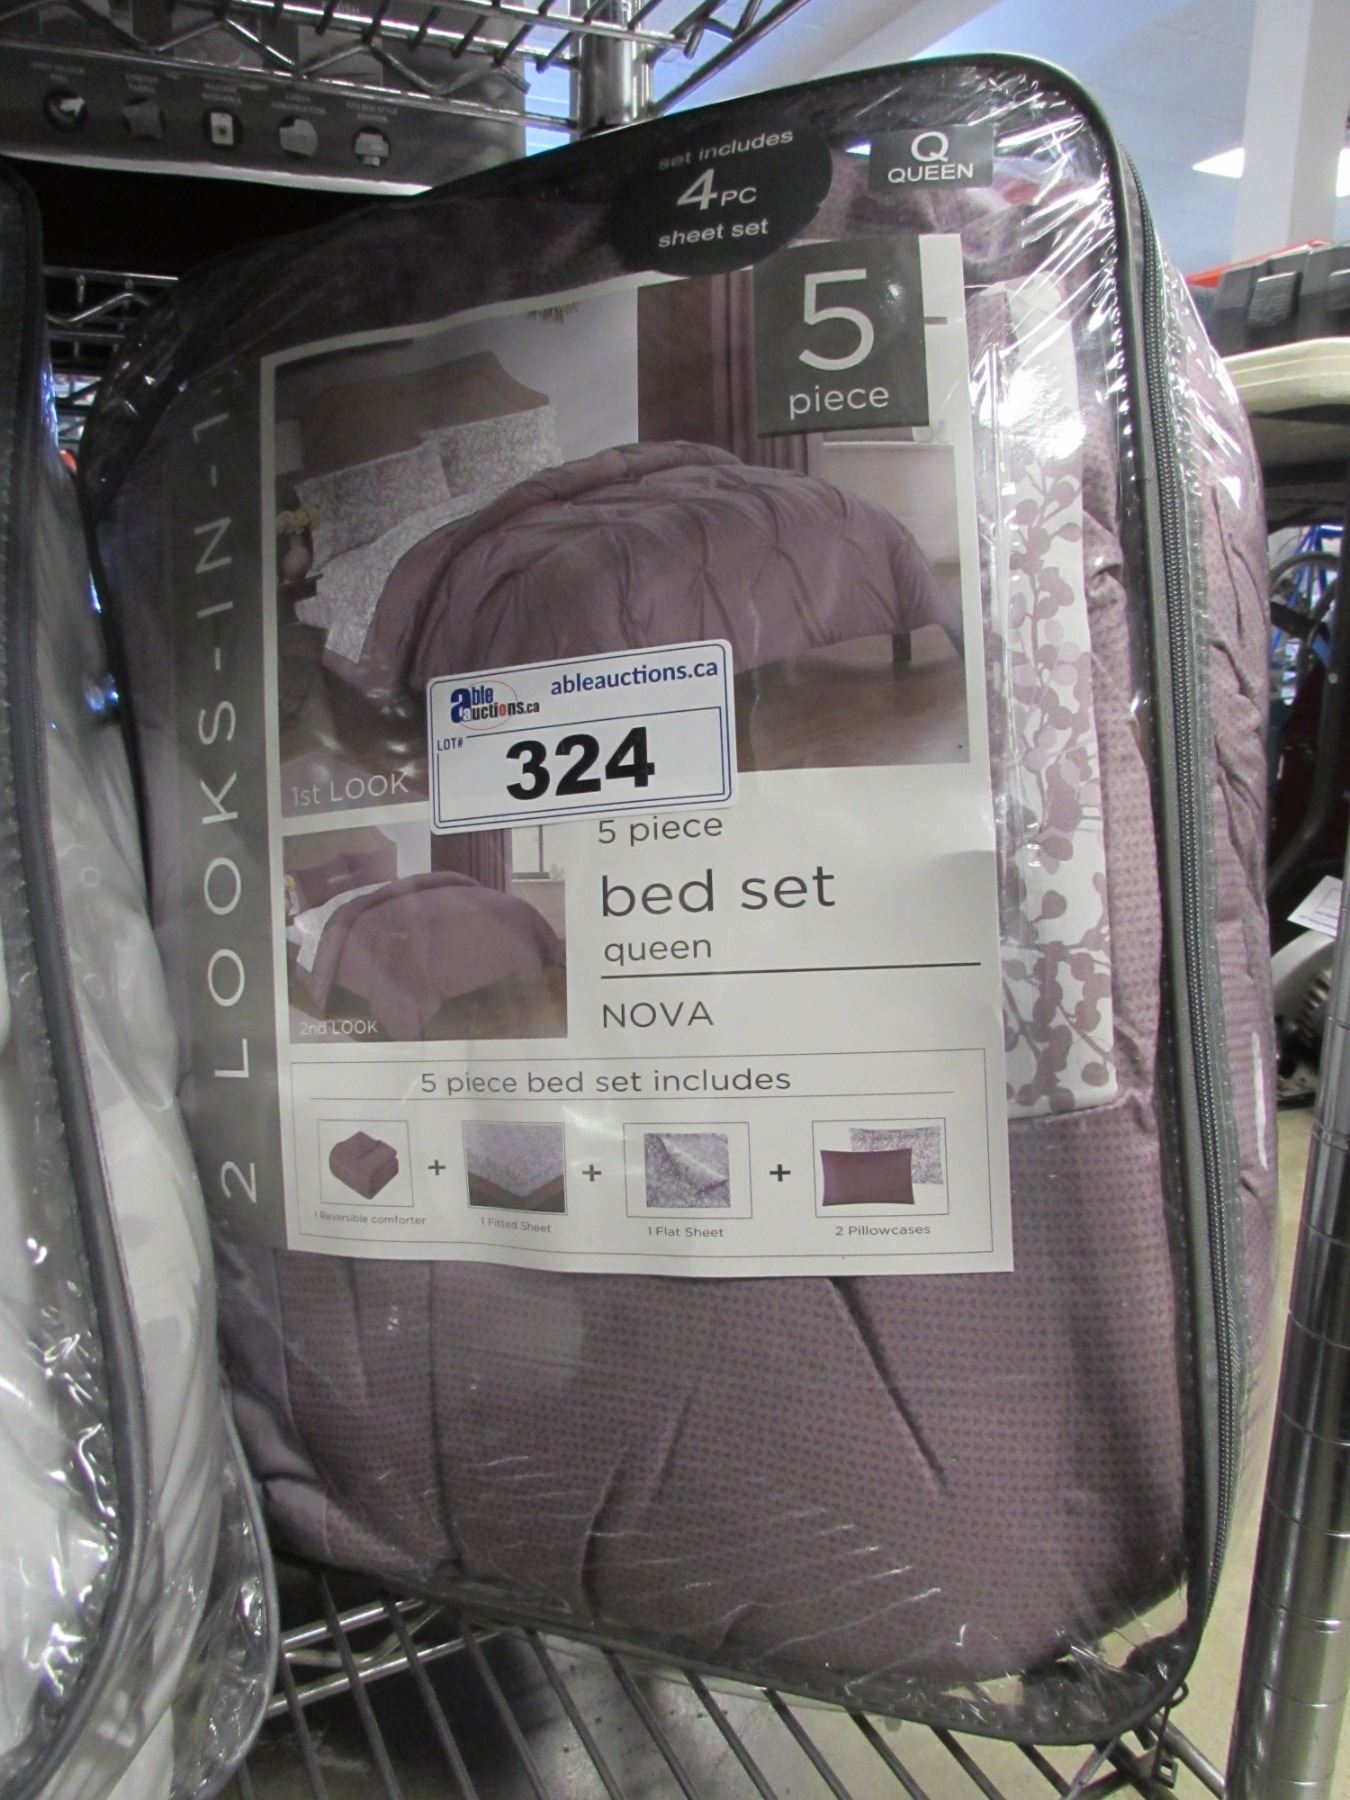 set includes
4PC
sheet set
Q
QUEEN
5
piece
2 LOOKS-IN-1
able
auctions.ca
ableauctions.ca
LOT#
324
1st LOOK
5 piece
bed set
queen
2nd LOOK
NOVA
5 piece bed set includes
+ + +
1 Reversible comforter
1 Fitted Sheet
1 Flat Sheet
2 Pillowcases